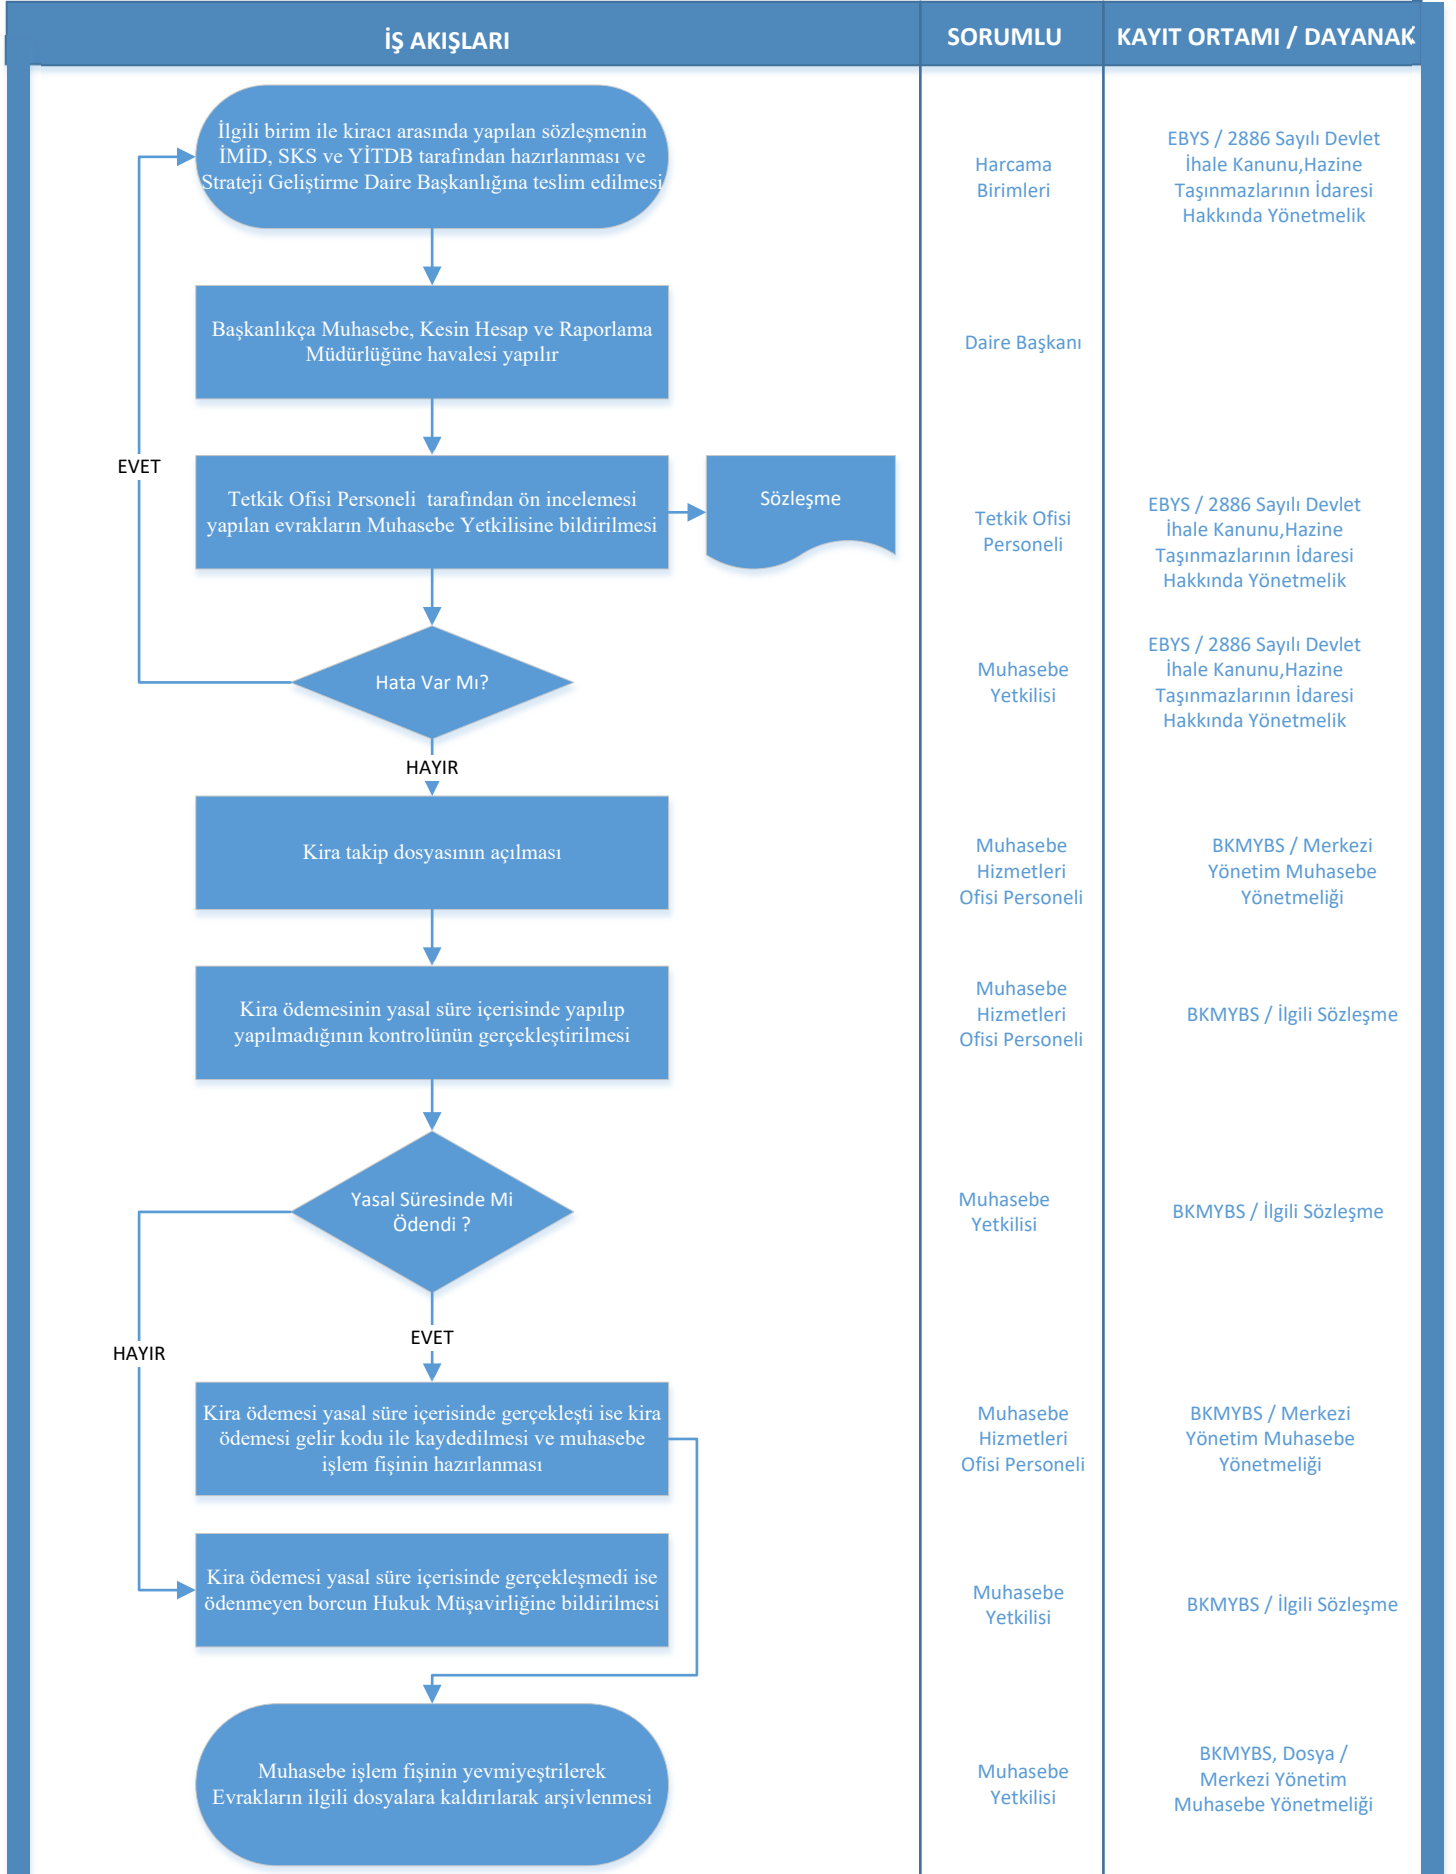 İŞ AKIŞLARI
SORUMLU
KAYIT ORTAMI / DAYANAK
İlgili birim ile kiracı arasında yapılan sözleşmenin
İMİD, SKS ve YİTDB tarafından hazırlanması ve
Strateji Geliştirme Daire Başkanlığına teslim edilmesi
Harcama
Birimleri
EBYS / 2886 Sayılı Devlet
İhale Kanunu,Hazine
Taşınmazlarının İdaresi
Hakkında Yönetmelik
Başkanlıkça Muhasebe, Kesin Hesap ve Raporlama
Müdürlüğüne havalesi yapılır
Daire Başkanı
EVET
Tetkik Ofisi Personeli  tarafından ön incelemesi
yapılan evrakların Muhasebe Yetkilisine bildirilmesi
Sözleşme
Tetkik Ofisi
Personeli
EBYS / 2886 Sayılı Devlet
İhale Kanunu,Hazine
Taşınmazlarının İdaresi
Hakkında Yönetmelik
Hata Var Mı?
Muhasebe
Yetkilisi
EBYS / 2886 Sayılı Devlet
İhale Kanunu,Hazine
Taşınmazlarının İdaresi
Hakkında Yönetmelik
HAYIR
Kira takip dosyasının açılması
Muhasebe
Hizmetleri
Ofisi Personeli
BKMYBS / Merkezi
Yönetim Muhasebe
Yönetmeliği
Kira ödemesinin yasal süre içerisinde yapılıp
yapılmadığının kontrolünün gerçekleştirilmesi
Muhasebe
Hizmetleri
Ofisi Personeli
BKMYBS / İlgili Sözleşme
Yasal Süresinde Mi
Ödendi ?
Muhasebe
Yetkilisi
BKMYBS / İlgili Sözleşme
EVET
HAYIR
Kira ödemesi yasal süre içerisinde gerçekleşti ise kira
ödemesi gelir kodu ile kaydedilmesi ve muhasebe
işlem fişinin hazırlanması
Muhasebe
Hizmetleri
Ofisi Personeli
BKMYBS / Merkezi
Yönetim Muhasebe
Yönetmeliği
Kira ödemesi yasal süre içerisinde gerçekleşmedi ise
ödenmeyen borcun Hukuk Müşavirliğine bildirilmesi
Muhasebe
Yetkilisi
BKMYBS / İlgili Sözleşme
Muhasebe işlem fişinin yevmiyeştrilerek
Evrakların ilgili dosyalara kaldırılarak arşivlenmesi
Muhasebe
Yetkilisi
BKMYBS, Dosya /
Merkezi Yönetim
Muhasebe Yönetmeliği